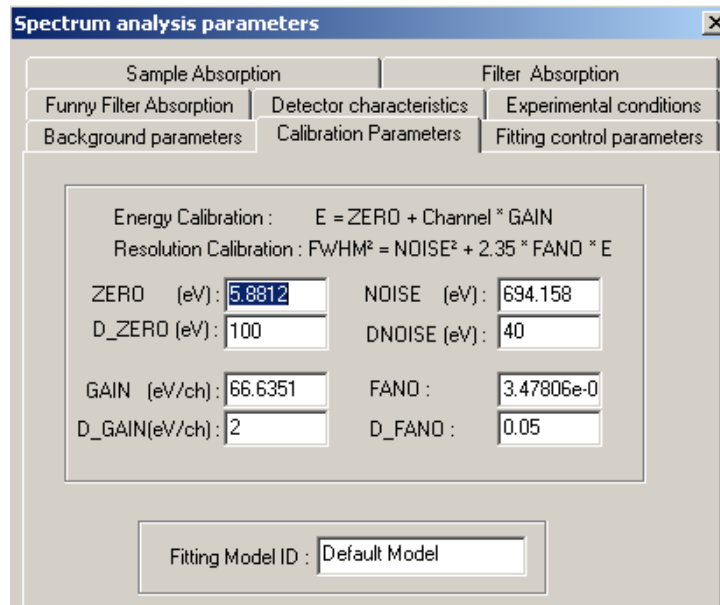 Spectrum analysis parameters
Sample Absorption Filter Absorption
Funny Filter Absorption Detector characteristics Experimental conditions
Background parameters Calibration Parameters Fitting control parameters
Energy Calibration : E = ZERO + Channel * GAIN
Resolution Calibration : FWHM² = NOISE² + 2.35 * FANO * E
ZERO (eV) : 5.8812 NOISE (eV) : 694.158
D_ZERO (eV) : 100 DNOISE (eV) : 40
GAIN (eV/ch) : 66.6351 FANO : 3.47806e-0
D_GAIN(eV/ch) : 2 D_FANO : 0.05
Fitting Model ID : Default Model